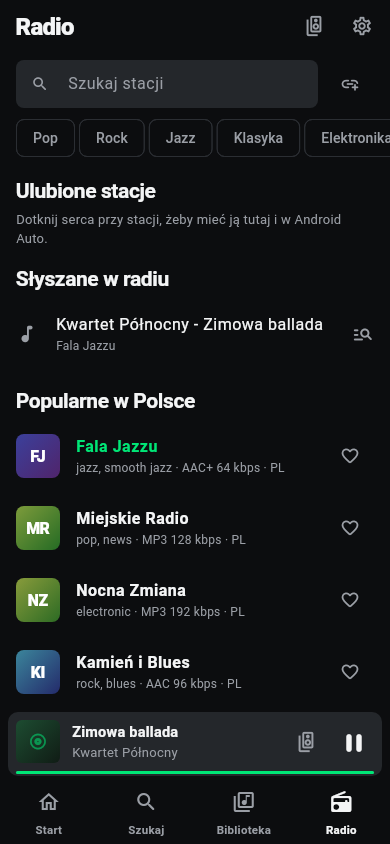 Radio
Szukaj stacji
Pop
Rock
Jazz
Klasyka
Elektronika
Ulubione stacje
Dotknij serca przy stacji, żeby mieć ją tutaj i w Android
Auto.
Słyszane w radiu
Kwartet Północny - Zimowa ballada
Fala Jazzu
Popularne w Polsce
FJ
Fala Jazzu
jazz, smooth jazz · AAC+ 64 kbps · PL
MR
Miejskie Radio
pop, news · MP3 128 kbps · PL
NZ
Nocna Zmiana
electronic · MP3 192 kbps · PL
KI
Kamień i Blues
rock, blues · AAC 96 kbps · PL
Zimowa ballada
Kwartet Północny
Start
Szukaj
Biblioteka
Radio